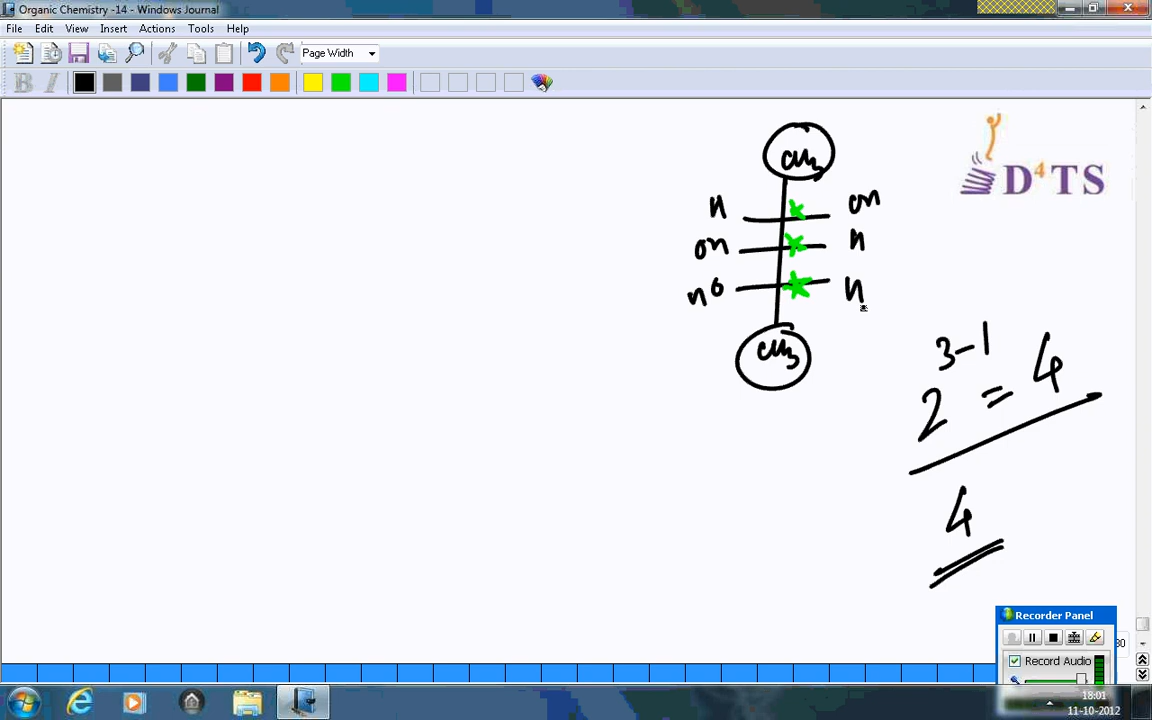 Organic Chemistry -14 - Windows Journal
File Edit View Insert Actions Tools Help
Page Width
B I
CH3
H OH
OH H
HO H
CH3
D4TS
2^3-1 = 4
4
Recorder Panel
30
Record Audio
18:01
11-10-2012